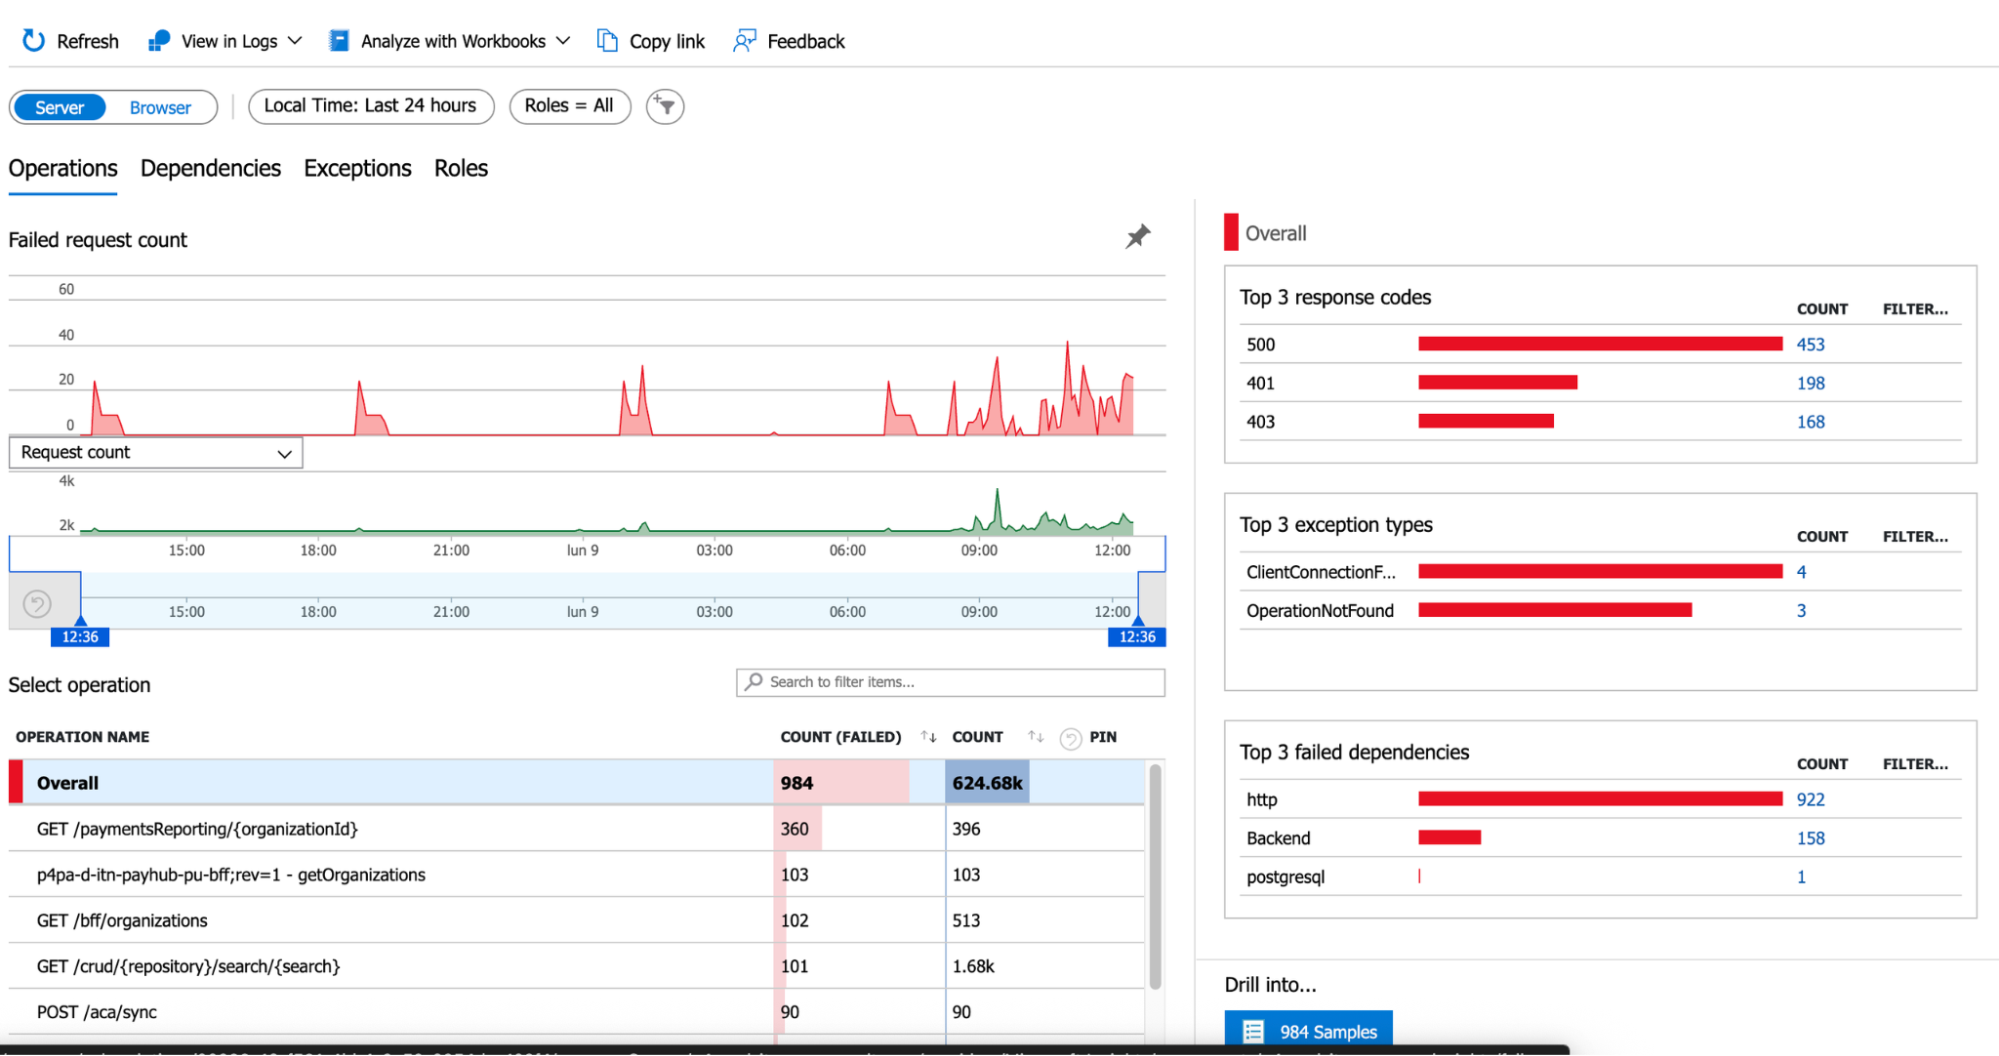 Refresh View in Logs Analyze with Workbooks Copy link Feedback
Server Browser Local Time: Last 24 hours Roles = All
Operations Dependencies Exceptions Roles
Failed request count
60
40
20
0
Request count
4k
2k
15:00 18:00 21:00 lun 9 03:00 06:00 09:00 12:00
15:00 18:00 21:00 lun 9 03:00 06:00 09:00 12:00
12:36 12:36
Select operation Search to filter items...
OPERATION NAME COUNT (FAILED) COUNT PIN
Overall 984 624.68k
GET /paymentsReporting/{organizationId} 360 396
p4pa-d-itn-payhub-pu-bff;rev=1 - getOrganizations 103 103
GET /bff/organizations 102 513
GET /crud/{repository}/search/{search} 101 1.68k
POST /aca/sync 90 90
Overall
Top 3 response codes COUNT FILTER...
500 453
401 198
403 168
Top 3 exception types COUNT FILTER...
ClientConnectionF... 4
OperationNotFound 3
Top 3 failed dependencies COUNT FILTER...
http 922
Backend 158
postgresql 1
Drill into...
984 Samples